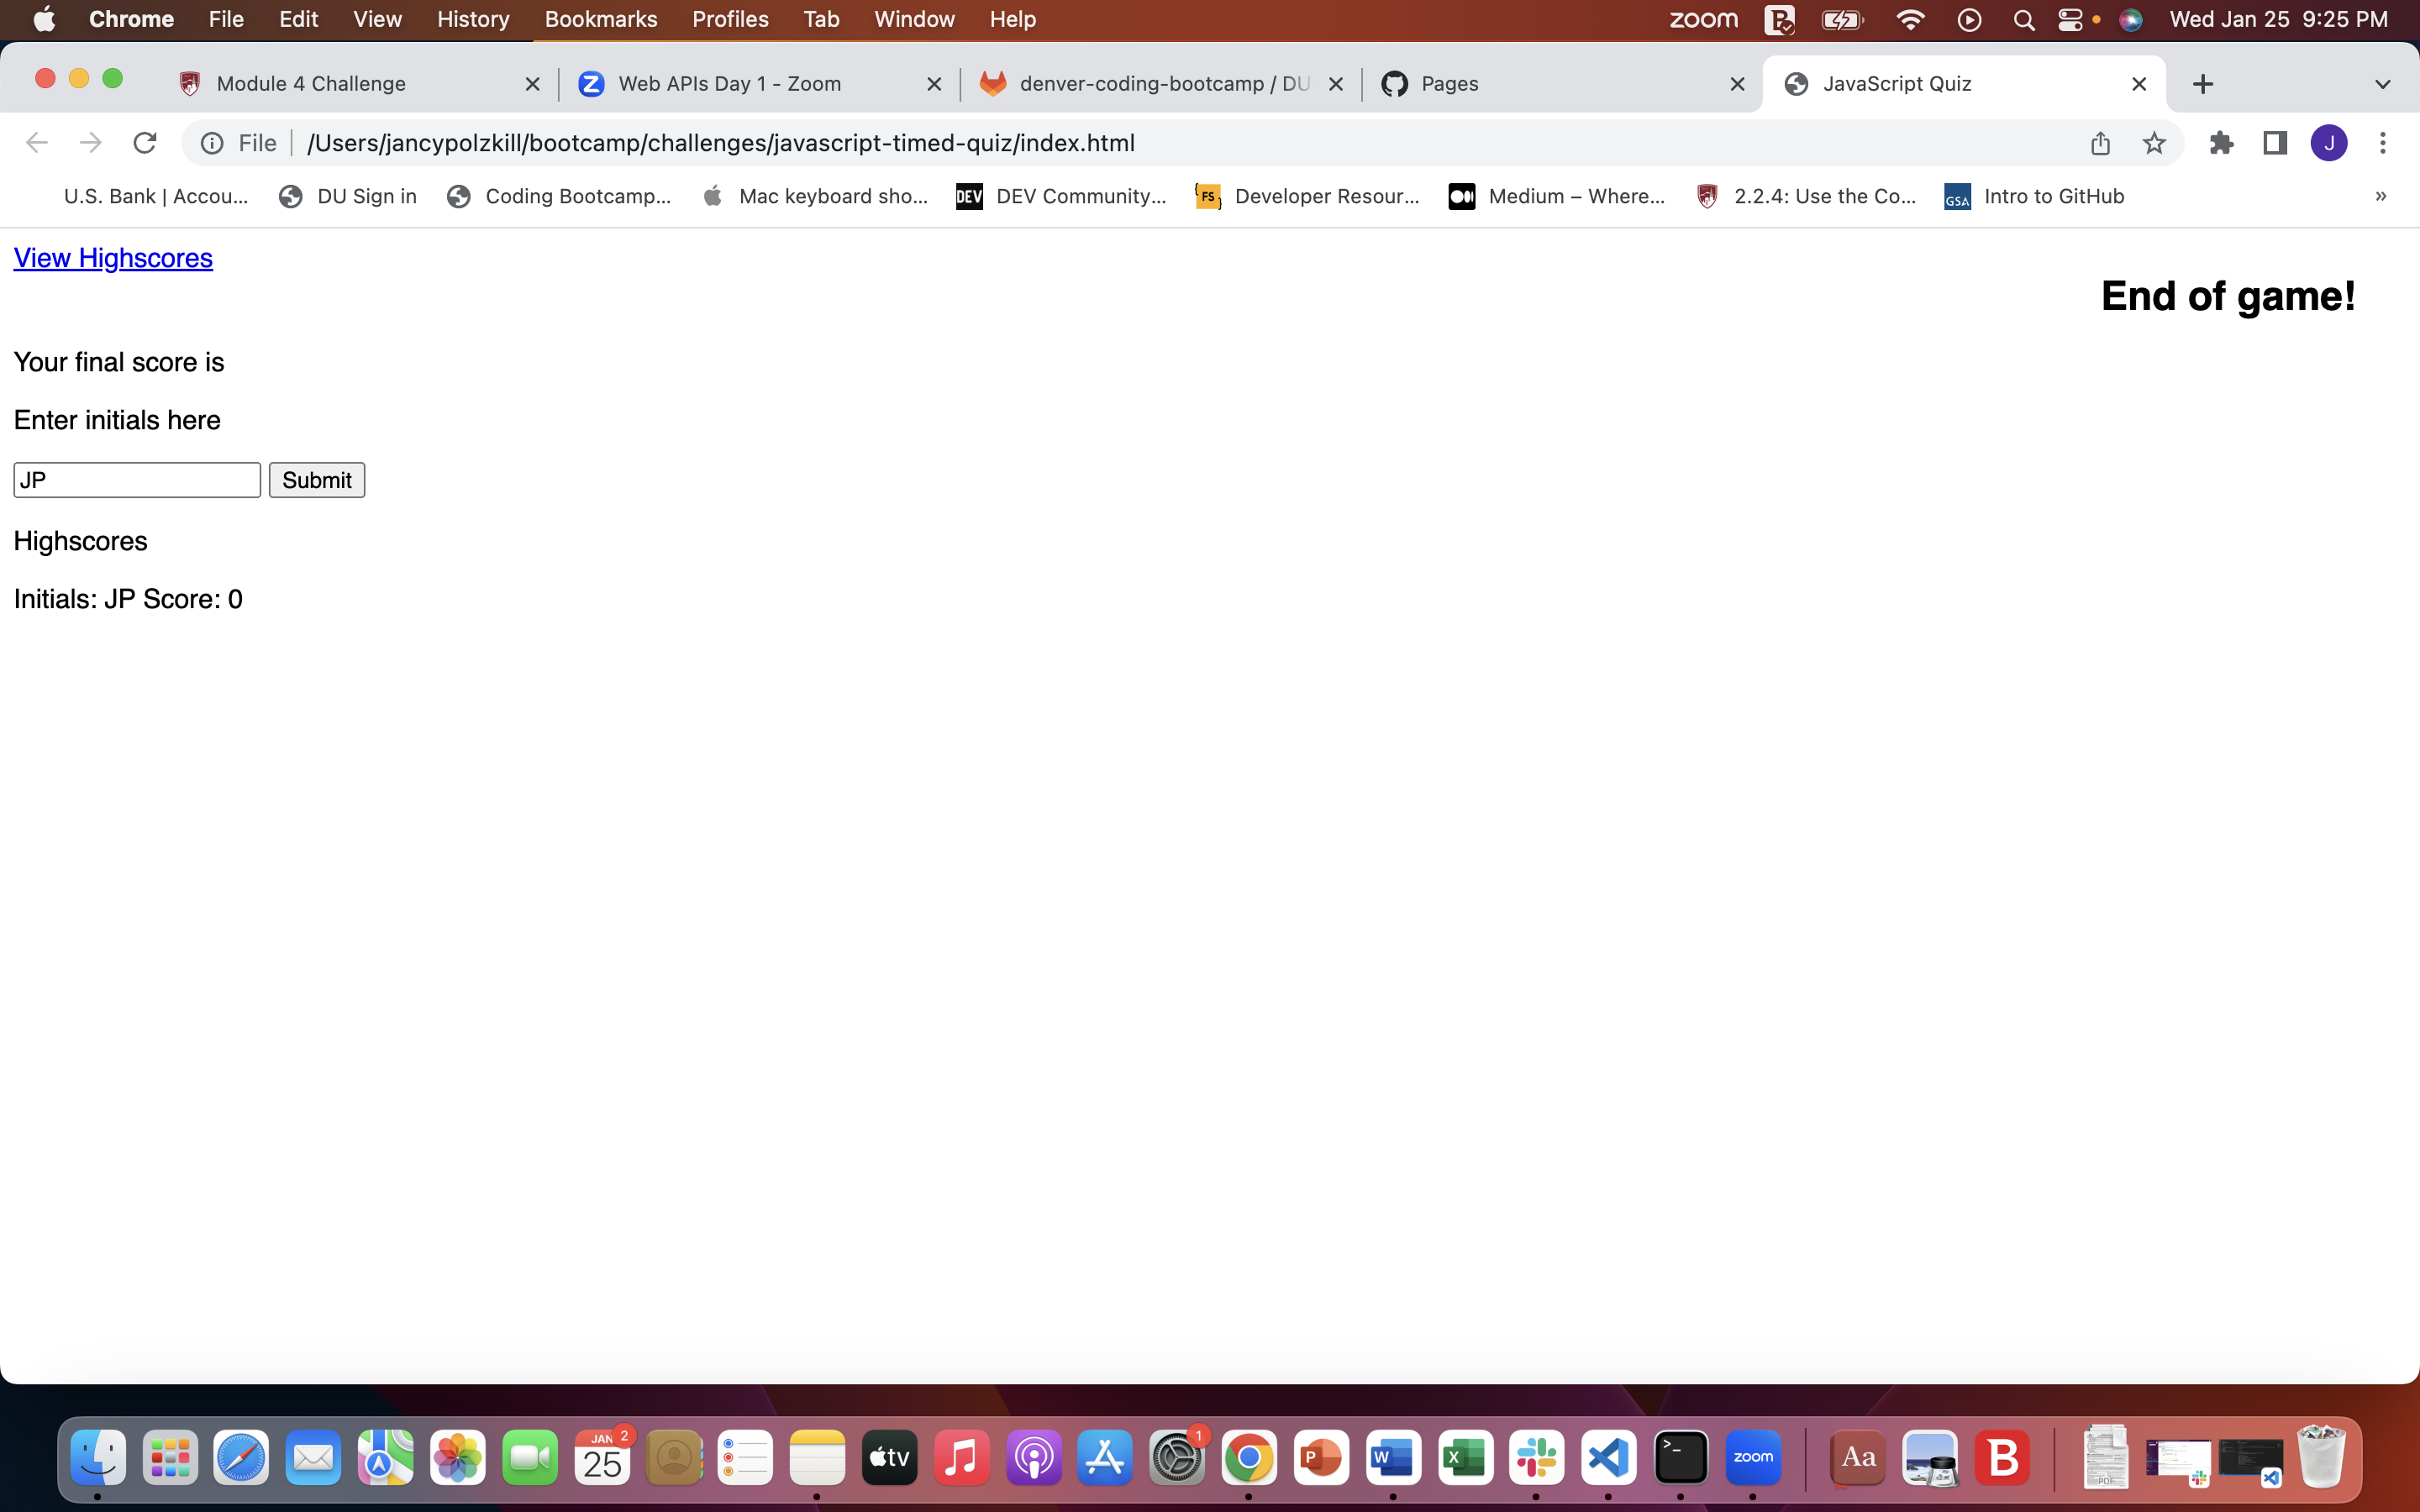 Chrome File Edit View History Bookmarks Profiles Tab Window Help zoom Wed Jan 25 9:25 PM
Module 4 Challenge Web APIs Day 1 - Zoom denver-coding-bootcamp / DU Pages JavaScript Quiz
File /Users/jancypolzkill/bootcamp/challenges/javascript-timed-quiz/index.html J
U.S. Bank | Accou... DU Sign in Coding Bootcamp... Mac keyboard sho... DEV DEV Community... FS Developer Resour... Medium – Where... 2.2.4: Use the Co... GSA Intro to GitHub »
View Highscores
End of game!
Your final score is
Enter initials here
JP Submit
Highscores
Initials: JP Score: 0
JAN 2 1
25 tv P W X >_ zoom Aa B PDF